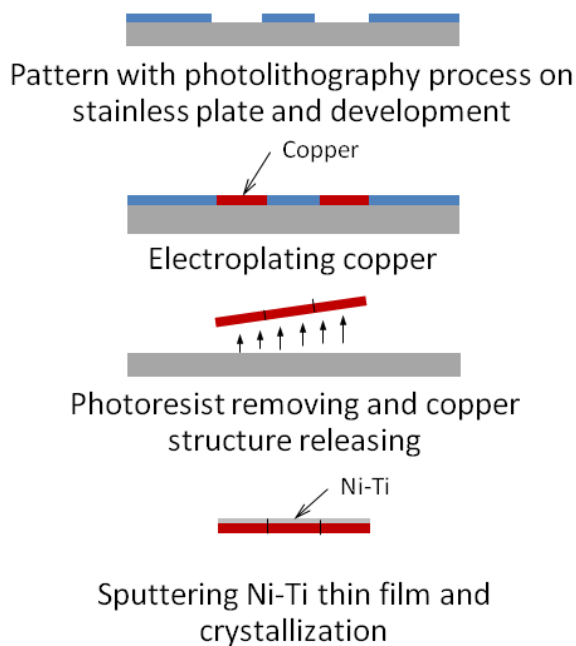 Pattern with photolithography process on
stainless plate and development
Copper
Electroplating copper
Photoresist removing and copper
structure releasing
Ni-Ti
Sputtering Ni-Ti thin film and
crystallization